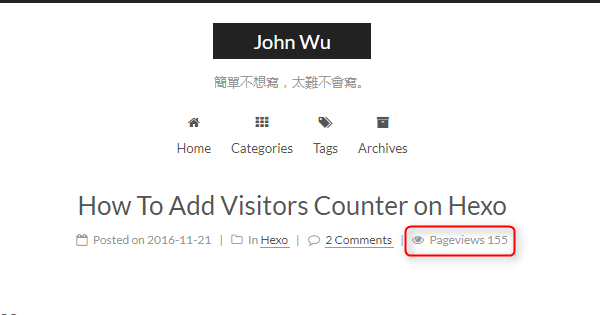 John Wu
簡單不想寫，太難不會寫。
Home Categories Tags Archives
How To Add Visitors Counter on Hexo
Posted on 2016-11-21 | In Hexo | 2 Comments | Pageviews 155